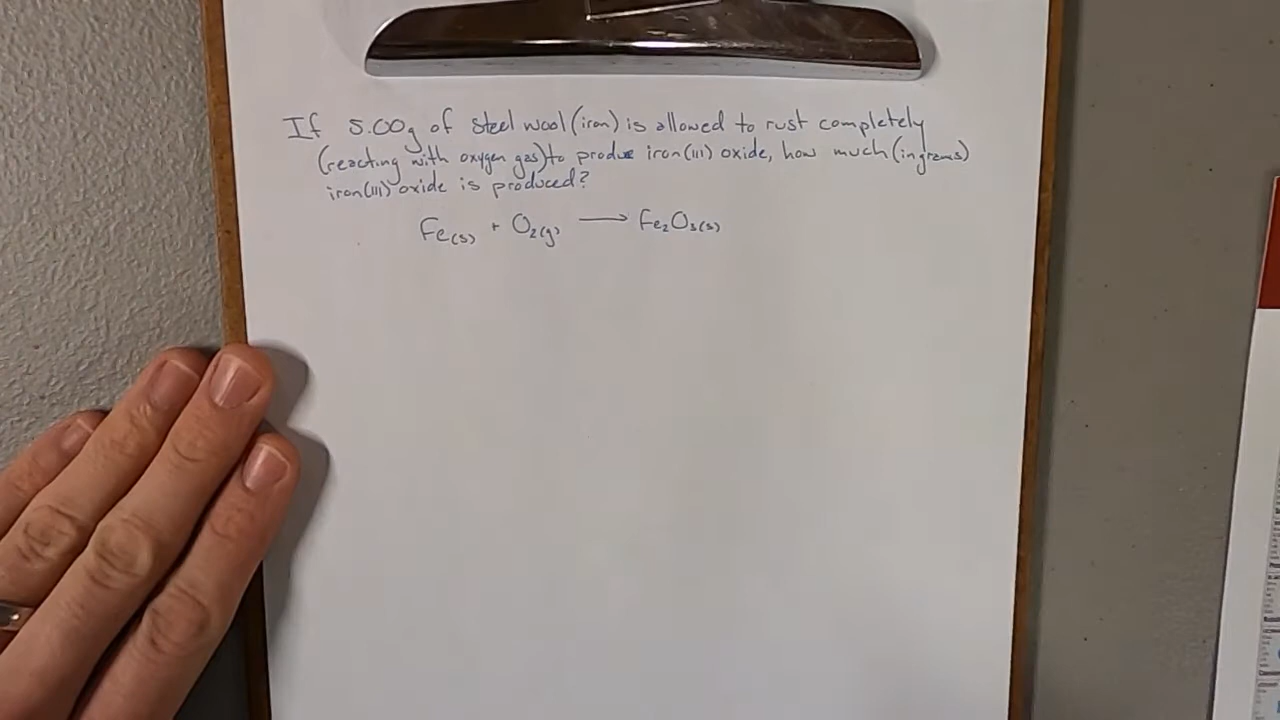 If 5.00g of steel wool (iron) is allowed to rust completely
(reacting with oxygen gas) to produce iron(III) oxide, how much (in grams)
iron(III) oxide is produced?
Fe(s) + O₂(g) ⟶ Fe₂O₃(s)